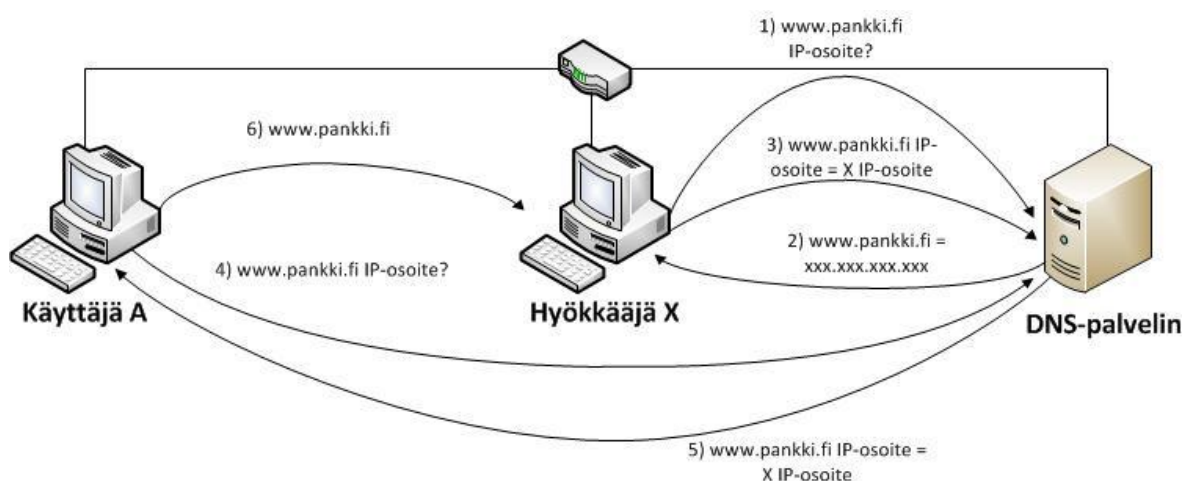 1) www.pankki.fi
IP-osoite?
6) www.pankki.fi
3) www.pankki.fi IP-
osoite = X IP-osoite
2) www.pankki.fi =
xxx.xxx.xxx.xxx
4) www.pankki.fi IP-osoite?
Käyttäjä A
Hyökkääjä X
DNS-palvelin
5) www.pankki.fi IP-osoite =
X IP-osoite